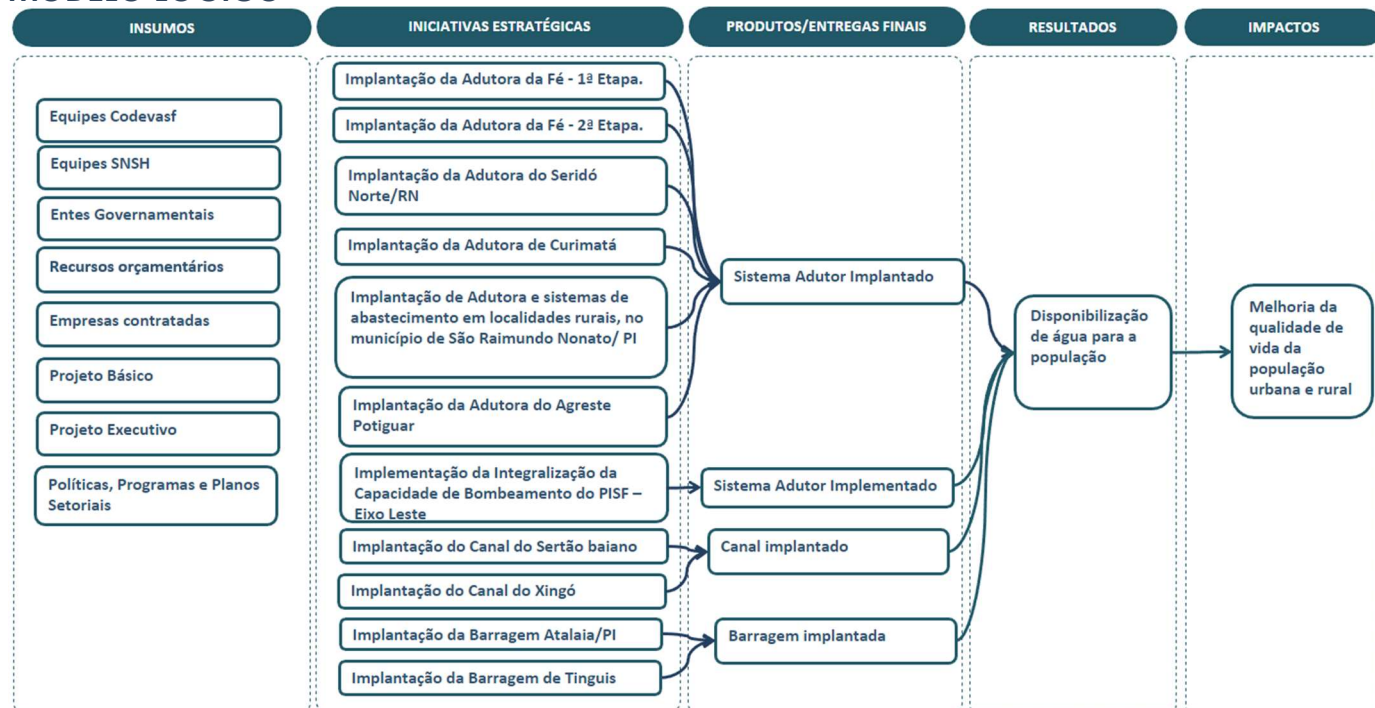 MODELO LÓGICO
INSUMOS
INICIATIVAS ESTRATÉGICAS
PRODUTOS/ENTREGAS FINAIS
RESULTADOS
IMPACTOS
Equipes Codevasf
Equipes SNSH
Entes Governamentais
Recursos orçamentários
Empresas contratadas
Projeto Básico
Projeto Executivo
Políticas, Programas e Planos
Setoriais
Implantação da Adutora da Fé - 1ª Etapa.
Implantação da Adutora da Fé - 2ª Etapa.
Implantação da Adutora do Seridó
Norte/RN
Implantação da Adutora de Curimatá
Implantação de Adutora e sistemas de
abastecimento em localidades rurais, no
município de São Raimundo Nonato/ PI
Implantação da Adutora do Agreste
Potiguar
Implementação da Integralização da
Capacidade de Bombeamento do PISF –
Eixo Leste
Implantação do Canal do Sertão baiano
Implantação do Canal do Xingó
Implantação da Barragem Atalaia/PI
Implantação da Barragem de Tinguis
Sistema Adutor Implantado
Sistema Adutor Implementado
Canal implantado
Barragem implantada
Disponibilização
de água para a
população
Melhoria da
qualidade de
vida da
população
urbana e rural